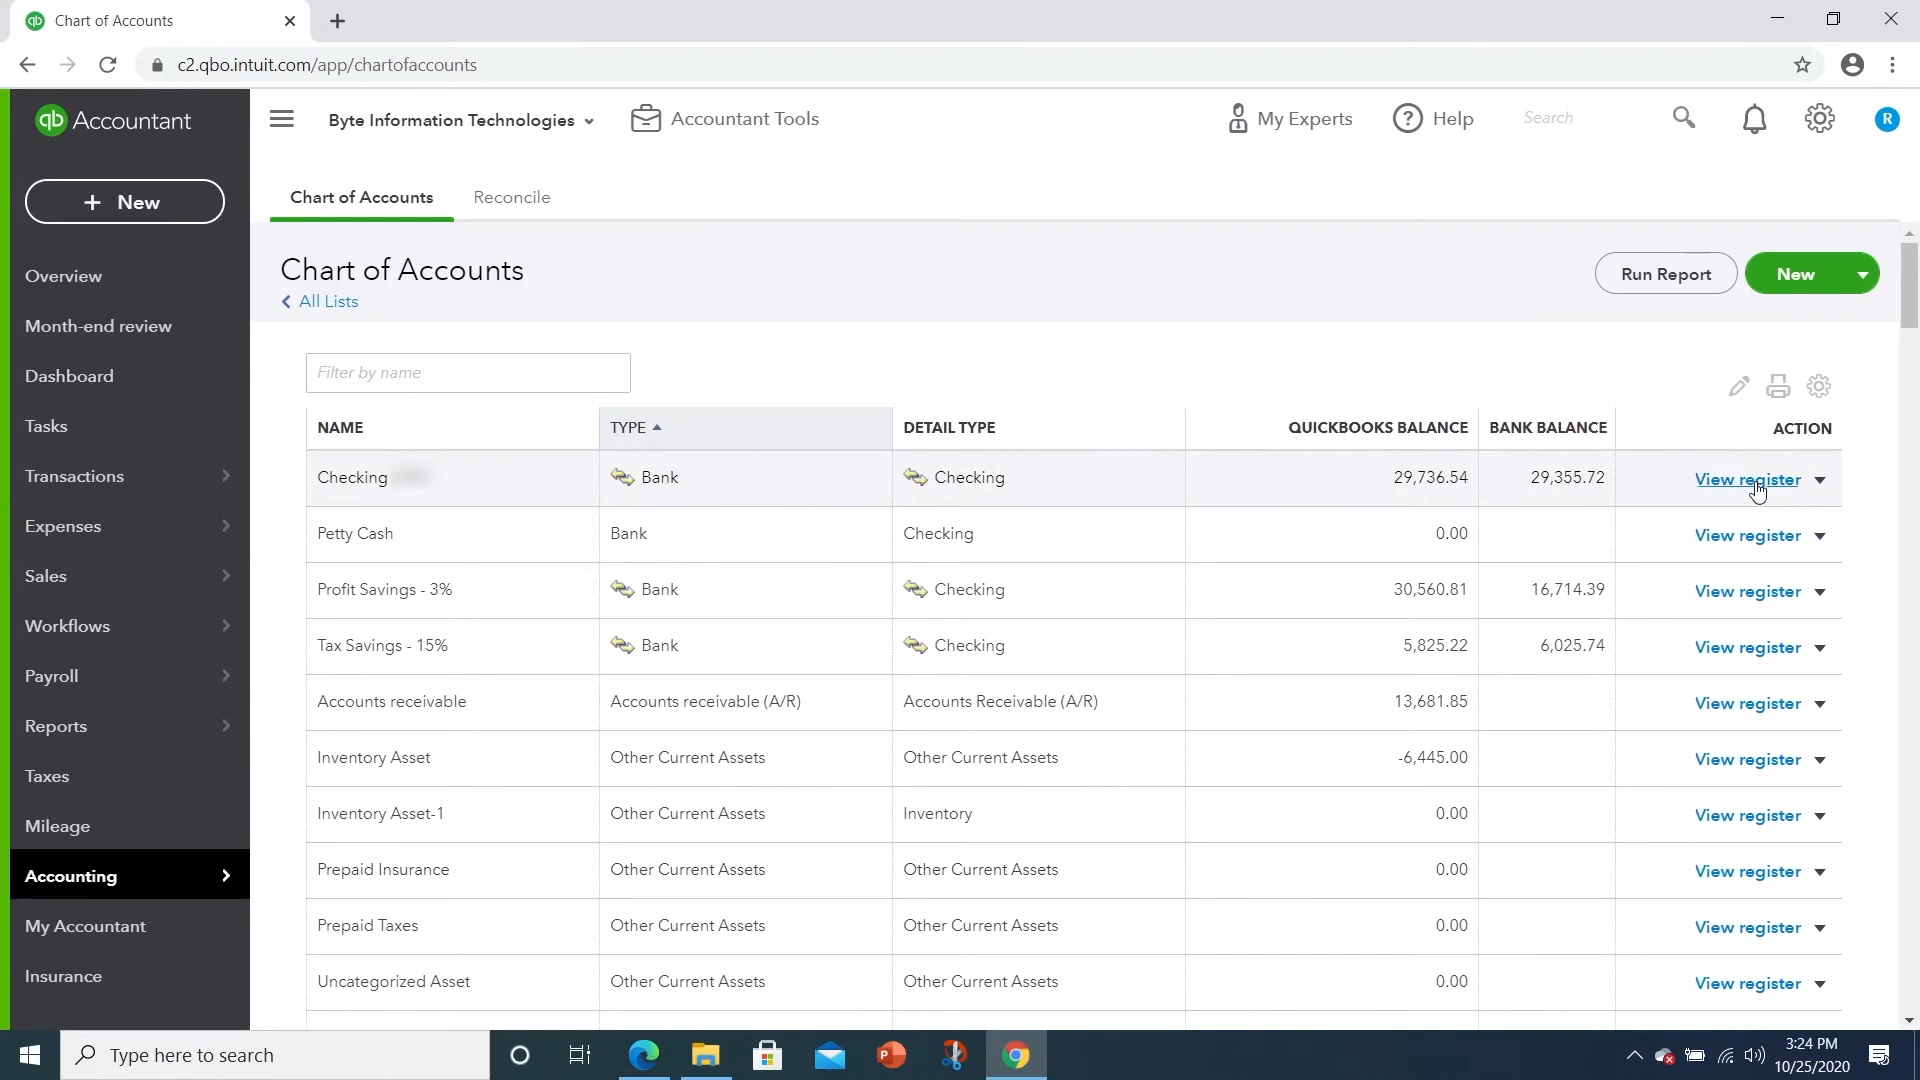 Chart of Accounts
c2.qbo.intuit.com/app/chartofaccounts
qb Accountant
Byte Information Technologies
Accountant Tools
My Experts
Help
Search
R
+ New
Overview
Month-end review
Dashboard
Tasks
Transactions
Expenses
Sales
Workflows
Payroll
Reports
Taxes
Mileage
Accounting
My Accountant
Insurance
Chart of Accounts Reconcile
Chart of Accounts
All Lists
Run Report
New
Filter by name
NAME TYPE DETAIL TYPE QUICKBOOKS BALANCE BANK BALANCE ACTION
Checking Bank Checking 29,736.54 29,355.72 View register
Petty Cash Bank Checking 0.00 View register
Profit Savings - 3% Bank Checking 30,560.81 16,714.39 View register
Tax Savings - 15% Bank Checking 5,825.22 6,025.74 View register
Accounts receivable Accounts receivable (A/R) Accounts Receivable (A/R) 13,681.85 View register
Inventory Asset Other Current Assets Other Current Assets -6,445.00 View register
Inventory Asset-1 Other Current Assets Inventory 0.00 View register
Prepaid Insurance Other Current Assets Other Current Assets 0.00 View register
Prepaid Taxes Other Current Assets Other Current Assets 0.00 View register
Uncategorized Asset Other Current Assets Other Current Assets 0.00 View register
Type here to search
3:24 PM
10/25/2020